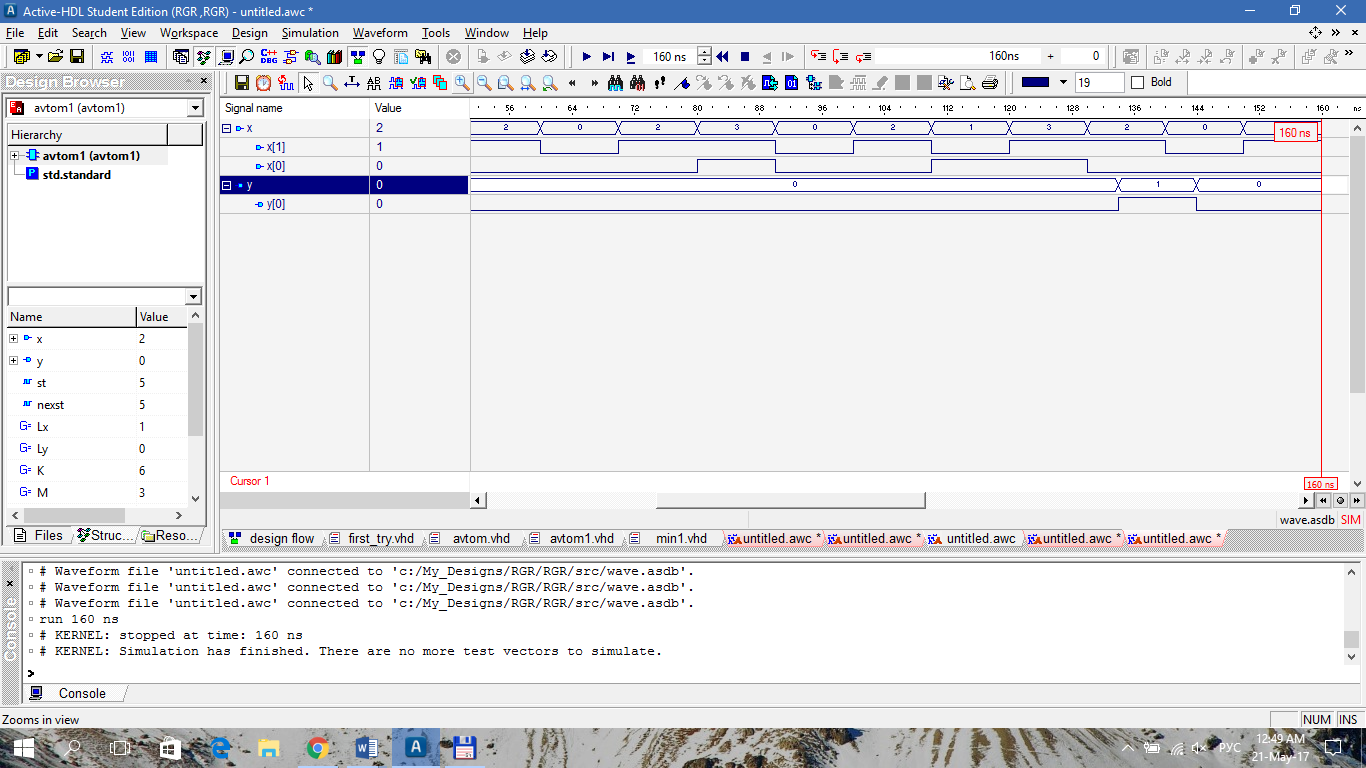 Active-HDL Student Edition (RGR ,RGR) - untitled.awc *
File Edit Search View Workspace Design Simulation Waveform Tools Window Help
160 ns 160ns + 0
Design Browser
avtom1 (avtom1)
Hierarchy
avtom1 (avtom1)
std.standard
Name Value
x 2
y 0
st 5
nexst 5
Lx 1
Ly 0
K 6
M 3
Files Struc... Reso...
19 Bold
Signal name Value 56 64 72 80 88 96 104 112 120 128 136 144 152 160 ns
x 2 2 0 2 3 0 2 1 3 2 0
160 ns
x[1] 1
x[0] 0
y 0 0 1 0
y[0] 0
Cursor 1 160 ns
wave.asdb SIM
design flow first_try.vhd avtom.vhd avtom1.vhd min1.vhd untitled.awc * untitled.awc * untitled.awc untitled.awc * untitled.awc *
Console
# Waveform file 'untitled.awc' connected to 'c:/My_Designs/RGR/RGR/src/wave.asdb'.
# Waveform file 'untitled.awc' connected to 'c:/My_Designs/RGR/RGR/src/wave.asdb'.
# Waveform file 'untitled.awc' connected to 'c:/My_Designs/RGR/RGR/src/wave.asdb'.
run 160 ns
# KERNEL: stopped at time: 160 ns
# KERNEL: Simulation has finished. There are no more test vectors to simulate.
>
Console
Zooms in view NUM INS
РУС 12:49 AM
21-May-17